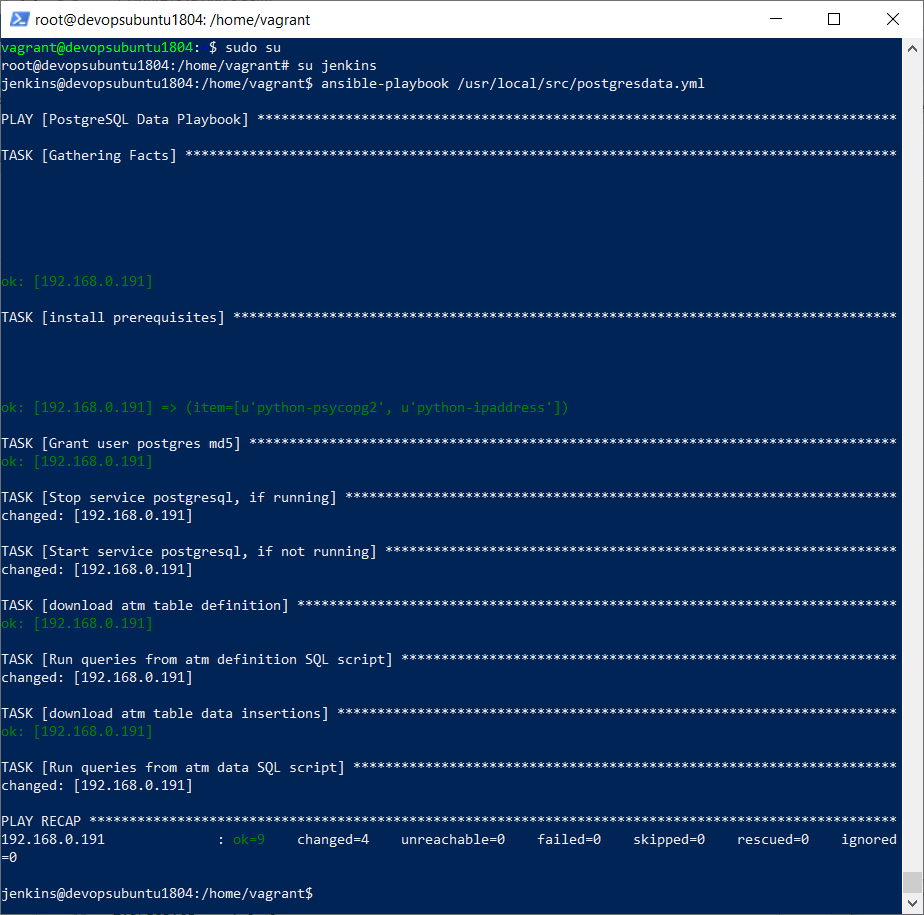 root@devopsubuntu1804: /home/vagrant
vagrant@devopsubuntu1804:~$ sudo su
root@devopsubuntu1804:/home/vagrant# su jenkins
jenkins@devopsubuntu1804:/home/vagrant$ ansible-playbook /usr/local/src/postgresdata.yml
PLAY [PostgreSQL Data Playbook] ********************************************************************************
TASK [Gathering Facts] *****************************************************************************************
ok: [192.168.0.191]
TASK [install prerequisites] ***********************************************************************************
ok: [192.168.0.191] => (item=[u'python-psycopg2', u'python-ipaddress'])
TASK [Grant user postgres md5] *********************************************************************************
ok: [192.168.0.191]
TASK [Stop service postgresql, if running] *********************************************************************
changed: [192.168.0.191]
TASK [Start service postgresql, if not running] ****************************************************************
changed: [192.168.0.191]
TASK [download atm table definition] ***************************************************************************
ok: [192.168.0.191]
TASK [Run queries from atm definition SQL script] **************************************************************
changed: [192.168.0.191]
TASK [download atm table data insertions] **********************************************************************
ok: [192.168.0.191]
TASK [Run queries from atm data SQL script] ********************************************************************
changed: [192.168.0.191]
PLAY RECAP *****************************************************************************************************
192.168.0.191              : ok=9    changed=4    unreachable=0    failed=0    skipped=0    rescued=0    ignored
=0
jenkins@devopsubuntu1804:/home/vagrant$